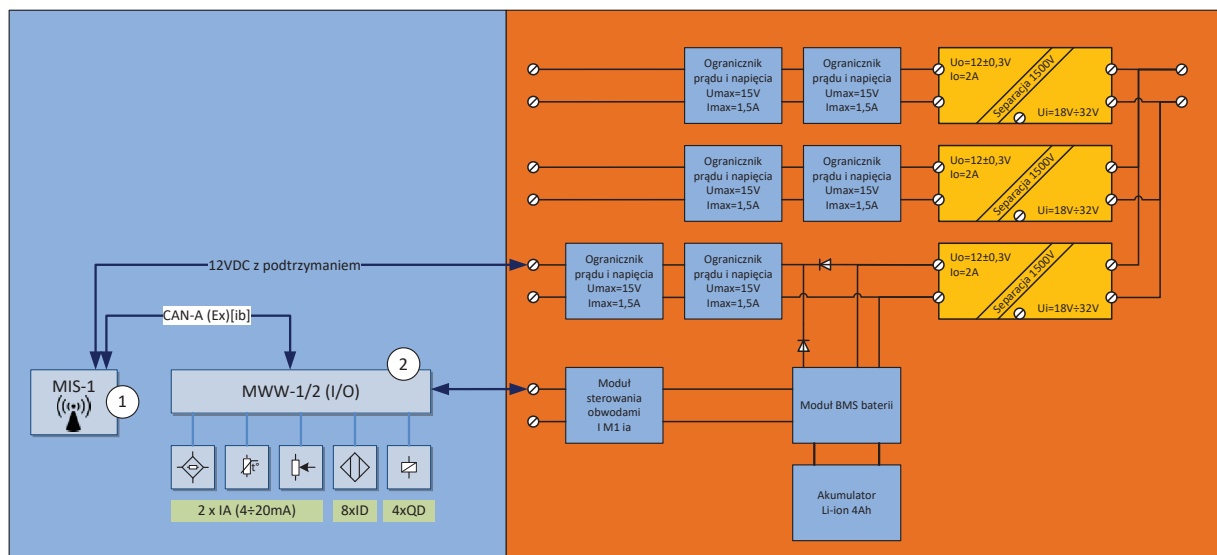 Ogranicznik
prądu i napięcia
Umax=15V
Imax=1,5A
Ogranicznik
prądu i napięcia
Umax=15V
Imax=1,5A
Uo=12±0,3V
Io=2A
Separacja 1500V
Ui=18V÷32V
Ogranicznik
prądu i napięcia
Umax=15V
Imax=1,5A
Ogranicznik
prądu i napięcia
Umax=15V
Imax=1,5A
Uo=12±0,3V
Io=2A
Separacja 1500V
Ui=18V÷32V
12VDC z podtrzymaniem
Ogranicznik
prądu i napięcia
Umax=15V
Imax=1,5A
Ogranicznik
prądu i napięcia
Umax=15V
Imax=1,5A
Uo=12±0,3V
Io=2A
Separacja 1500V
Ui=18V÷32V
CAN-A (Ex)[ib]
MIS-1
1
2
MWW-1/2 (I/O)
Moduł
sterowania
obwodami
I M1 ia
Moduł BMS baterii
t°
2 x IA (4÷20mA)
8xID
4xQD
Akumulator
Li-ion 4Ah